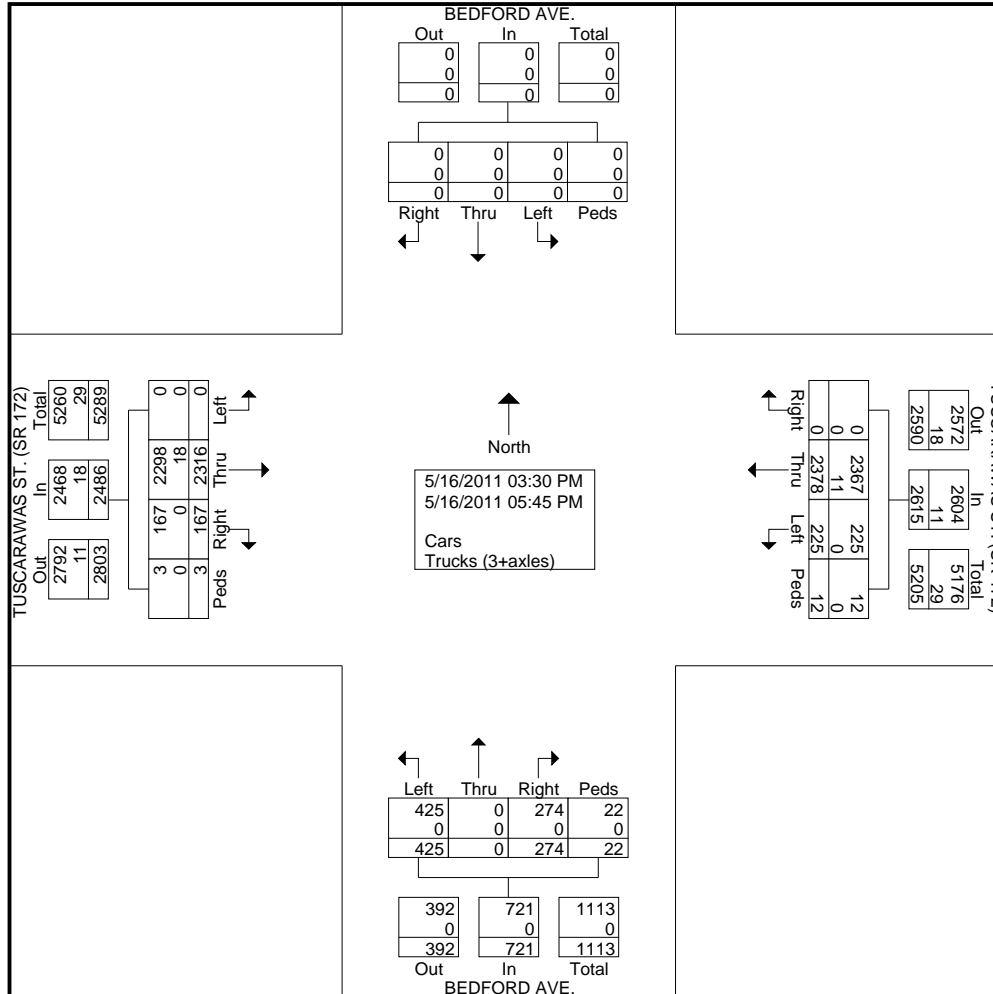 BEDFORD AVE.
Out In Total
0 0 0
0 0 0
0 0 0
0 0 0 0
0 0 0 0
0 0 0 0
Right Thru Left Peds
TUSCARAWAS ST. (SR 172)
Total In Out
5260 2468 2792
29 18 11
5289 2486 2803
0 2298 167 3
0 18 0 0
0 2316 167 3
Left Thru Right Peds
North
5/16/2011 03:30 PM
5/16/2011 05:45 PM
Cars
Trucks (3+axles)
Out In Total
2572 2604 5176
18 11 29
2590 2615 5205
0 2367 225 12
0 11 0 0
0 2378 225 12
Right Thru Left Peds
Left Thru Right Peds
425 0 274 22
0 0 0 0
425 0 274 22
392 721 1113
0 0 0
392 721 1113
Out In Total
BEDFORD AVE.